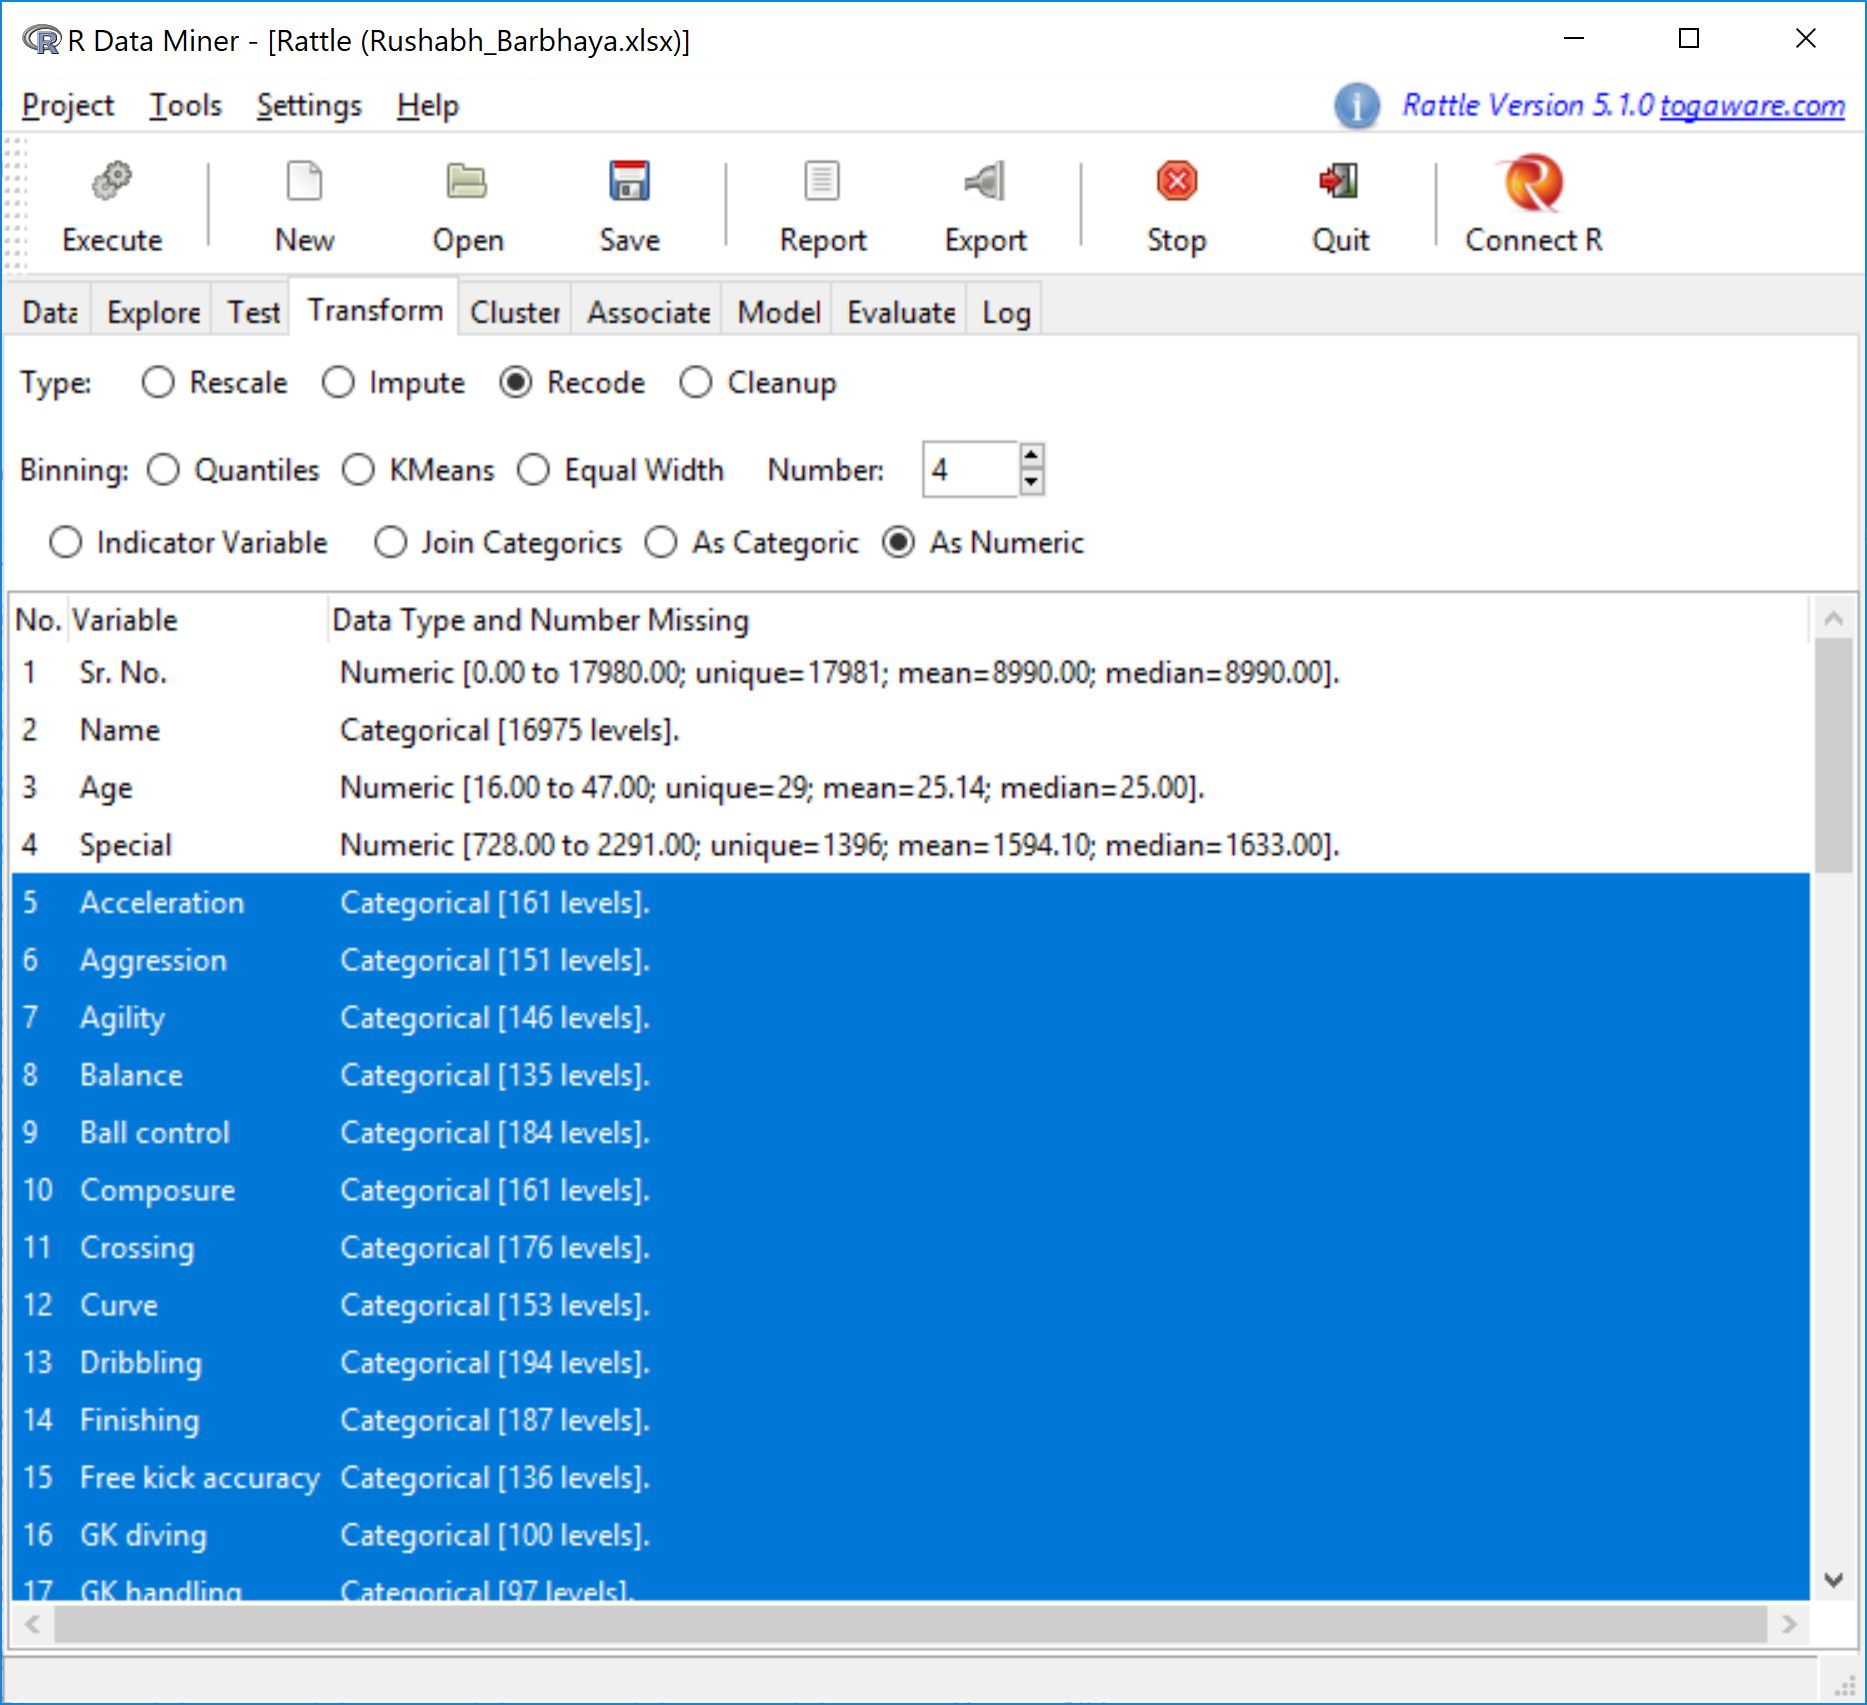 R Data Miner - [Rattle (Rushabh_Barbhaya.xlsx)]
Project Tools Settings Help Rattle Version 5.1.0 togaware.com
Execute New Open Save Report Export Stop Quit Connect R
Data Explore Test Transform Cluster Associate Model Evaluate Log
Type: Rescale Impute Recode Cleanup
Binning: Quantiles KMeans Equal Width Number: 4
Indicator Variable Join Categorics As Categoric As Numeric
No. Variable Data Type and Number Missing
1 Sr. No. Numeric [0.00 to 17980.00; unique=17981; mean=8990.00; median=8990.00].
2 Name Categorical [16975 levels].
3 Age Numeric [16.00 to 47.00; unique=29; mean=25.14; median=25.00].
4 Special Numeric [728.00 to 2291.00; unique=1396; mean=1594.10; median=1633.00].
5 Acceleration Categorical [161 levels].
6 Aggression Categorical [151 levels].
7 Agility Categorical [146 levels].
8 Balance Categorical [135 levels].
9 Ball control Categorical [184 levels].
10 Composure Categorical [161 levels].
11 Crossing Categorical [176 levels].
12 Curve Categorical [153 levels].
13 Dribbling Categorical [194 levels].
14 Finishing Categorical [187 levels].
15 Free kick accuracy Categorical [136 levels].
16 GK diving Categorical [100 levels].
17 GK handling Categorical [97 levels].